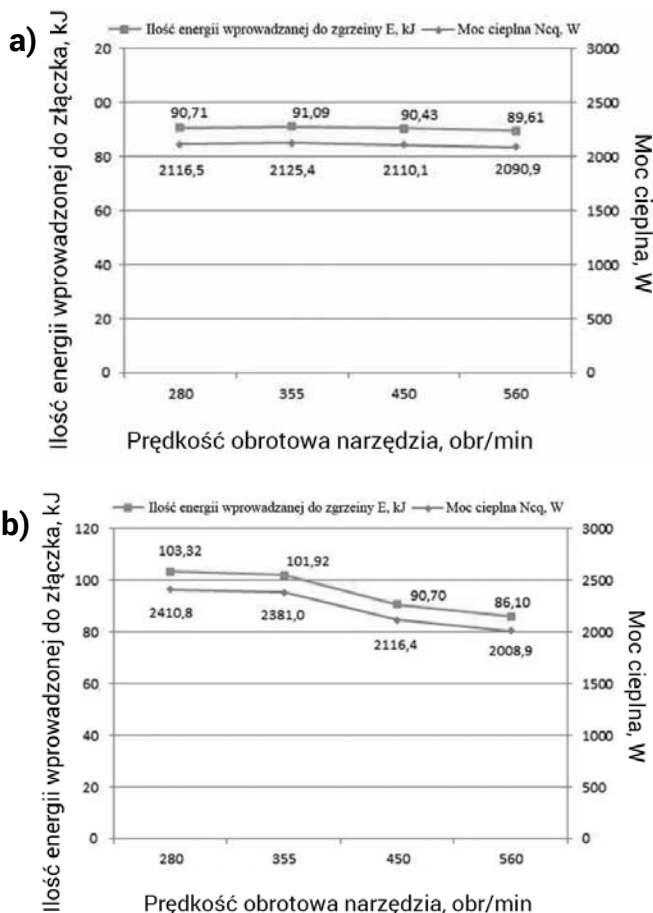 a)
Ilość energii wprowadzanej do zgrzeiny E, kJ Moc cieplna Ncq, W
Ilość energii wprowadzonej do złączka, kJ
20
00
80
60
40
20
0
90,71 91,09 90,43 89,61
2116,5 2125,4 2110,1 2090,9
3000
2500
2000
1500
1000
500
0
Moc cieplna, W
280 355 450 560
Prędkość obrotowa narzędzia, obr/min
b)
Ilość energii wprowadzanej do zgrzeiny E, kJ Moc cieplna Ncq, W
Ilość energii wprowadzonej do złączka, kJ
120
100
80
60
40
20
0
103,32 101,92 90,70 86,10
2410,8 2381,0 2116,4 2008,9
3000
2500
2000
1500
1000
500
0
Moc cieplna, W
280 355 450 560
Prędkość obrotowa narzędzia, obr/min